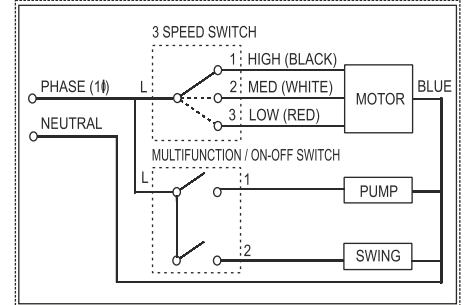 3 SPEED SWITCH
1 HIGH (BLACK)
PHASE (1ϕ) L 2 MED (WHITE) MOTOR BLUE
3 LOW (RED)
NEUTRAL
MULTIFUNCTION / ON-OFF SWITCH
L 1 PUMP
2 SWING